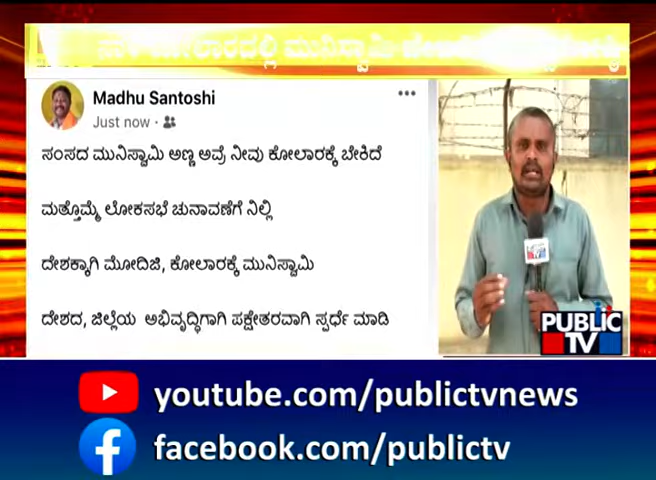 ಮುನಿಸ್ವಾಮಿ
Madhu Santoshi
Just now
ಸಂಸದ ಮುನಿಸ್ವಾಮಿ ಅಣ್ಣ ಅವ್ರೆ ನೀವು ಕೋಲಾರಕ್ಕೆ ಬೇಕಿದೆ
ಮತ್ತೊಮ್ಮೆ ಲೋಕಸಭೆ ಚುನಾವಣೆಗೆ ನಿಲ್ಲಿ
ದೇಶಕ್ಕಾಗಿ ಮೋದಿಜಿ, ಕೋಲಾರಕ್ಕೆ ಮುನಿಸ್ವಾಮಿ
ದೇಶದ, ಜಿಲ್ಲೆಯ ಅಭಿವೃದ್ಧಿಗಾಗಿ ಪಕ್ಷೇತರವಾಗಿ ಸ್ಪರ್ಧೆ ಮಾಡಿ
PUBLIC
TV
youtube.com/publictvnews
facebook.com/publictv